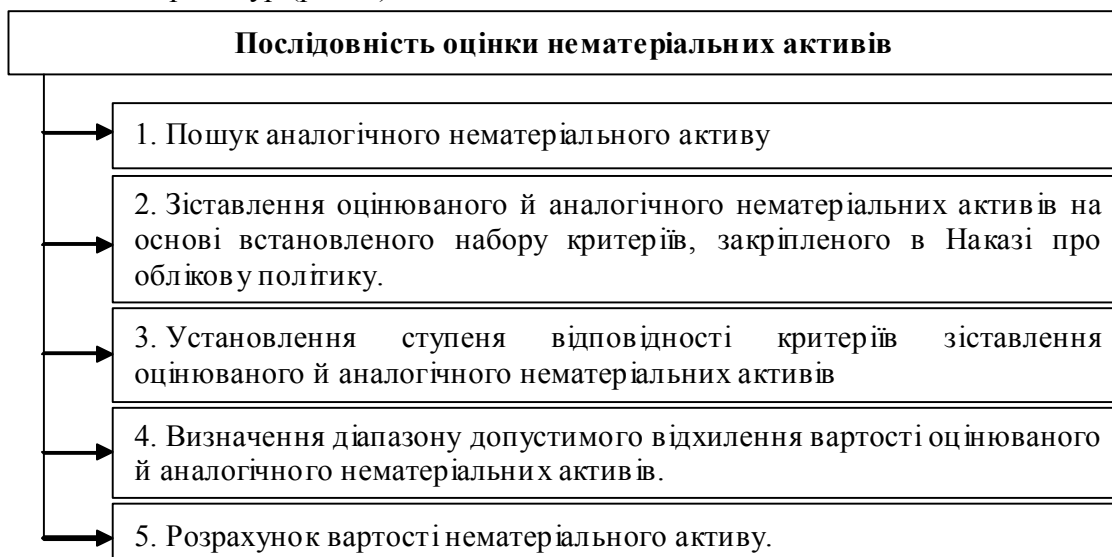 Послідовність оцінки нематеріальних активів
1. Пошук аналогічного нематеріального активу
2. Зіставлення оцінюваного й аналогічного нематеріальних активів на
основі встановленого набору критеріїв, закріпленого в Наказі про
облікову політику.
3. Установлення ступеня відповідності критеріїв зіставлення
оцінюваного й аналогічного нематеріальних активів
4. Визначення діапазону допустимого відхилення вартості оцінюваного
й аналогічного нематеріальних активів.
5. Розрахунок вартості нематеріального активу.